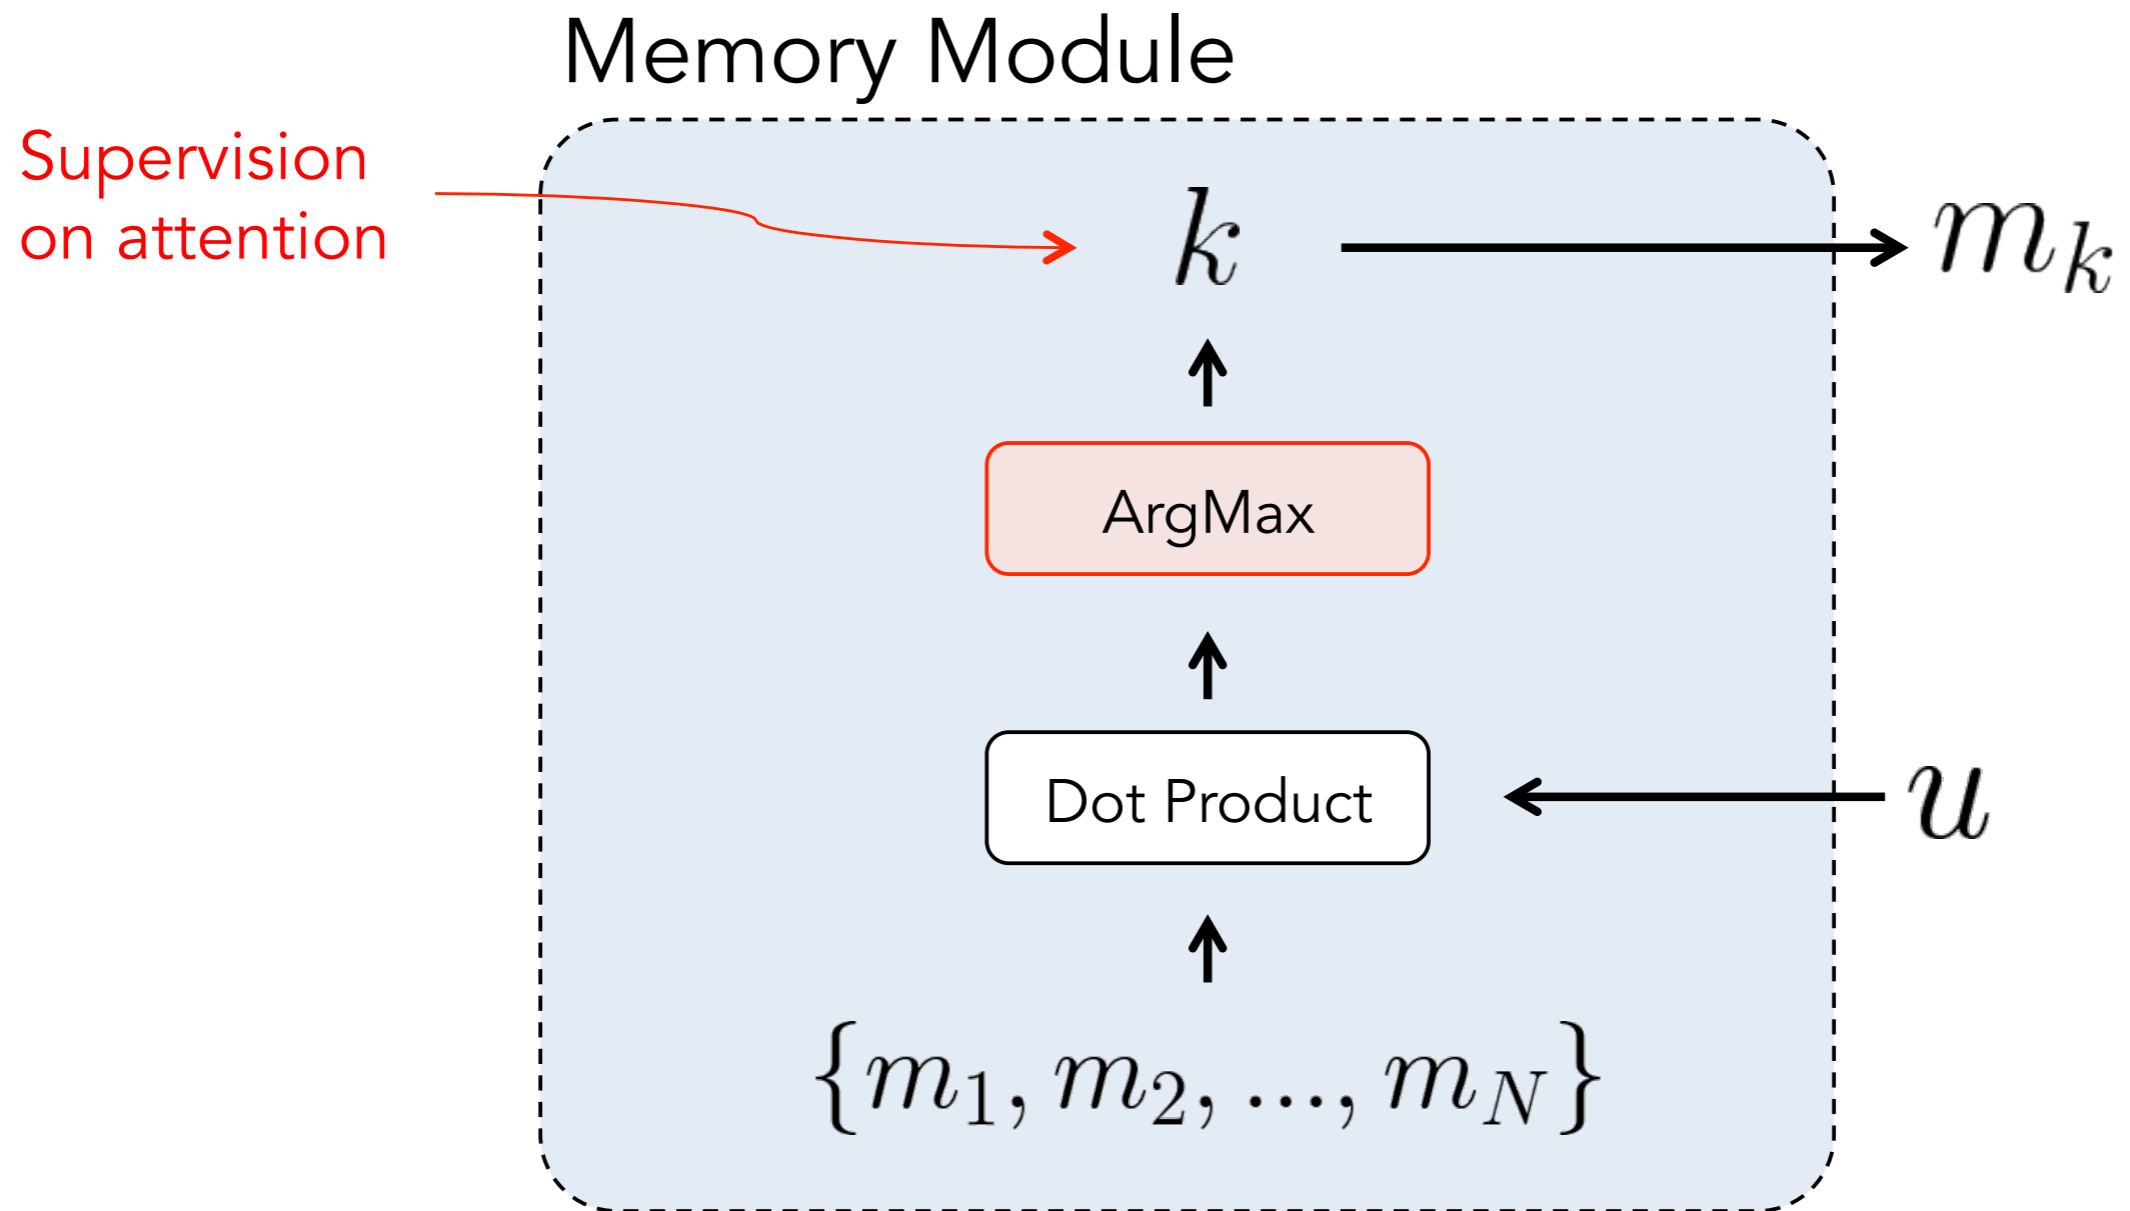 Memory Module
Supervision
on attention
k
m_k
ArgMax
Dot Product
u
{m_1, m_2, ..., m_N}